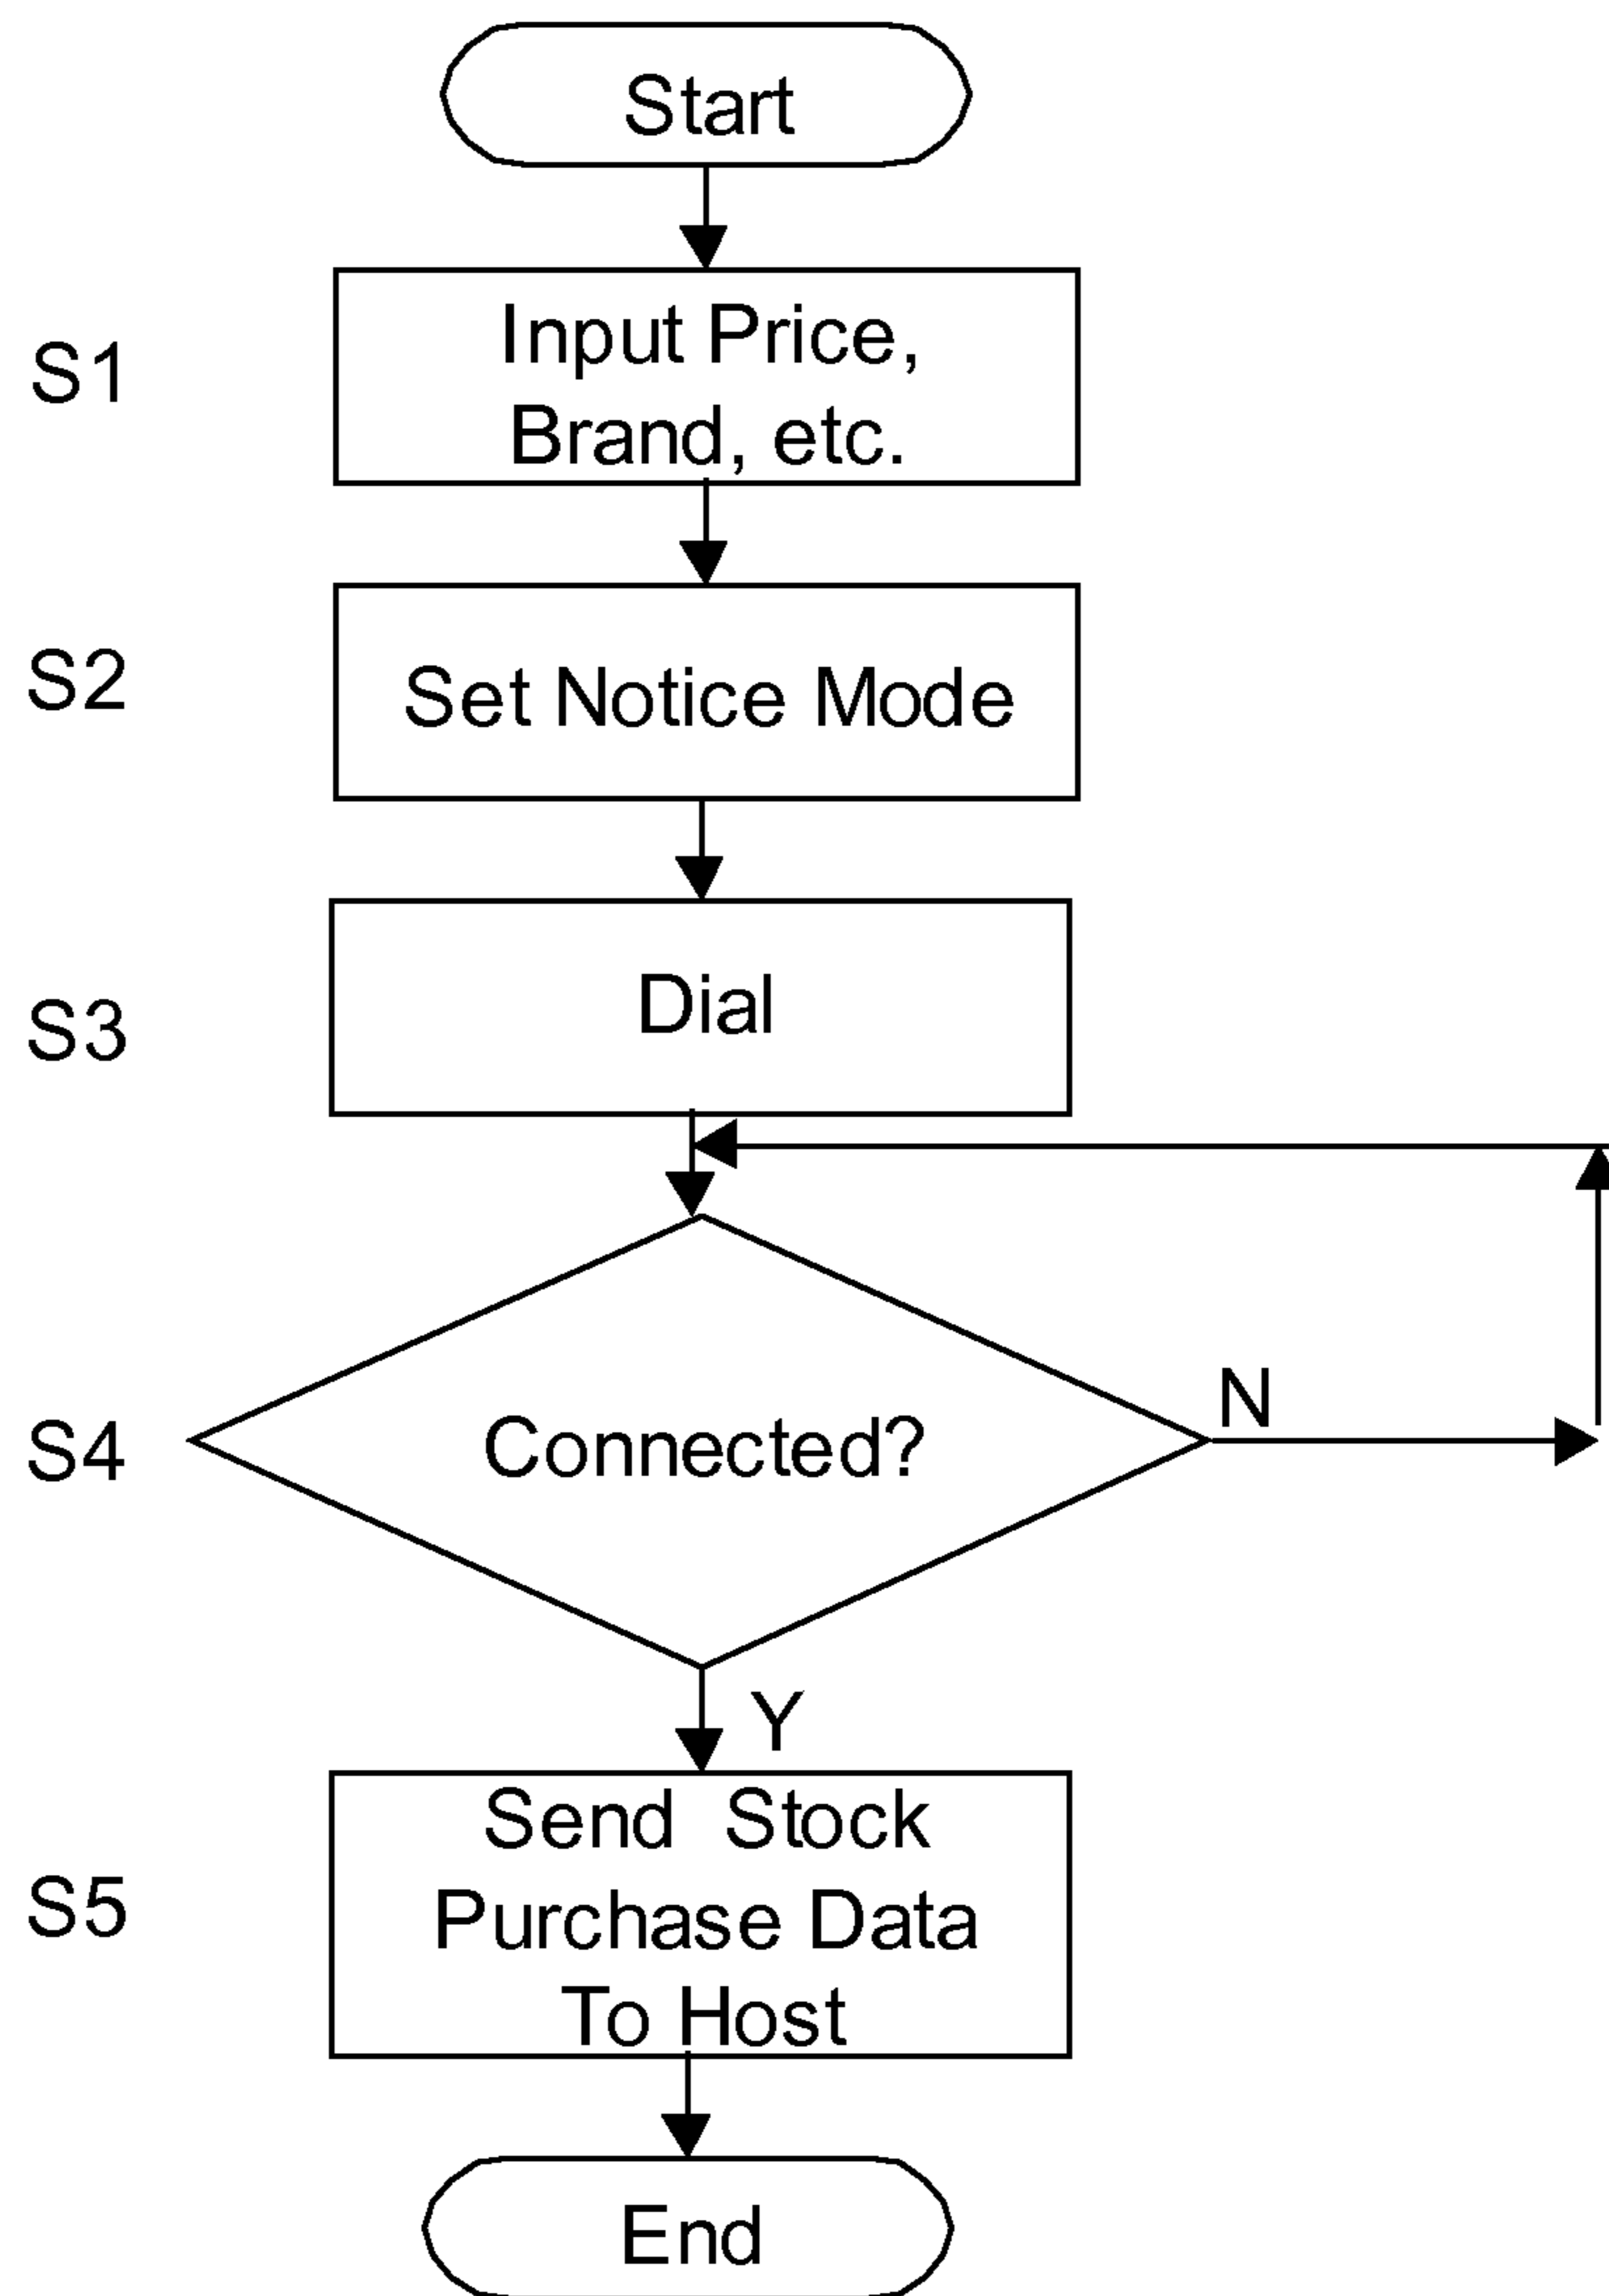 Start
S1
Input Price,
Brand, etc.
S2
Set Notice Mode
S3
Dial
S4
Connected?
N
Y
S5
Send Stock
Purchase Data
To Host
End